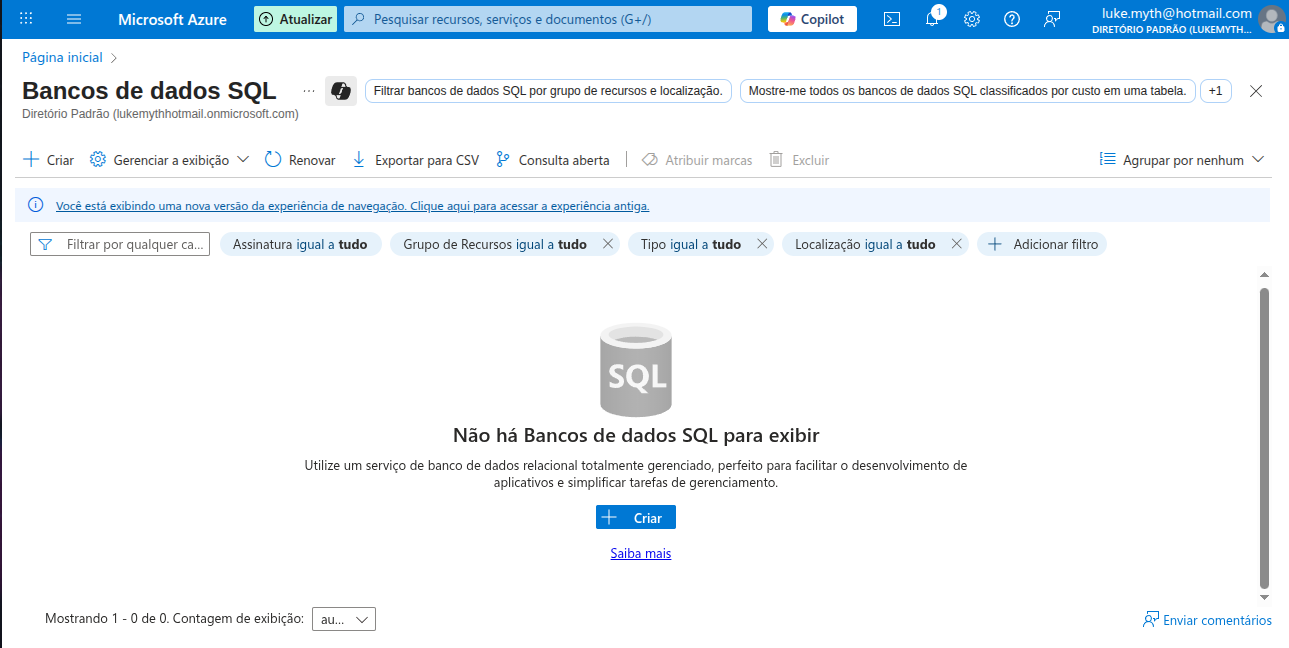 Microsoft Azure
Atualizar
Pesquisar recursos, serviços e documentos (G+/)
Copilot
1
luke.myth@hotmail.com
DIRETÓRIO PADRÃO (LUKEMYTH...
Página inicial
Bancos de dados SQL
...
Filtrar bancos de dados SQL por grupo de recursos e localização.
Mostre-me todos os bancos de dados SQL classificados por custo em uma tabela.
+1
Diretório Padrão (lukemythhotmail.onmicrosoft.com)
Criar
Gerenciar a exibição
Renovar
Exportar para CSV
Consulta aberta
Atribuir marcas
Excluir
Agrupar por nenhum
Você está exibindo uma nova versão da experiência de navegação. Clique aqui para acessar a experiência antiga.
Filtrar por qualquer ca...
Assinatura igual a tudo
Grupo de Recursos igual a tudo
Tipo igual a tudo
Localização igual a tudo
Adicionar filtro
SQL
Não há Bancos de dados SQL para exibir
Utilize um serviço de banco de dados relacional totalmente gerenciado, perfeito para facilitar o desenvolvimento de
aplicativos e simplificar tarefas de gerenciamento.
Criar
Saiba mais
Mostrando 1 - 0 de 0. Contagem de exibição:
au...
Enviar comentários